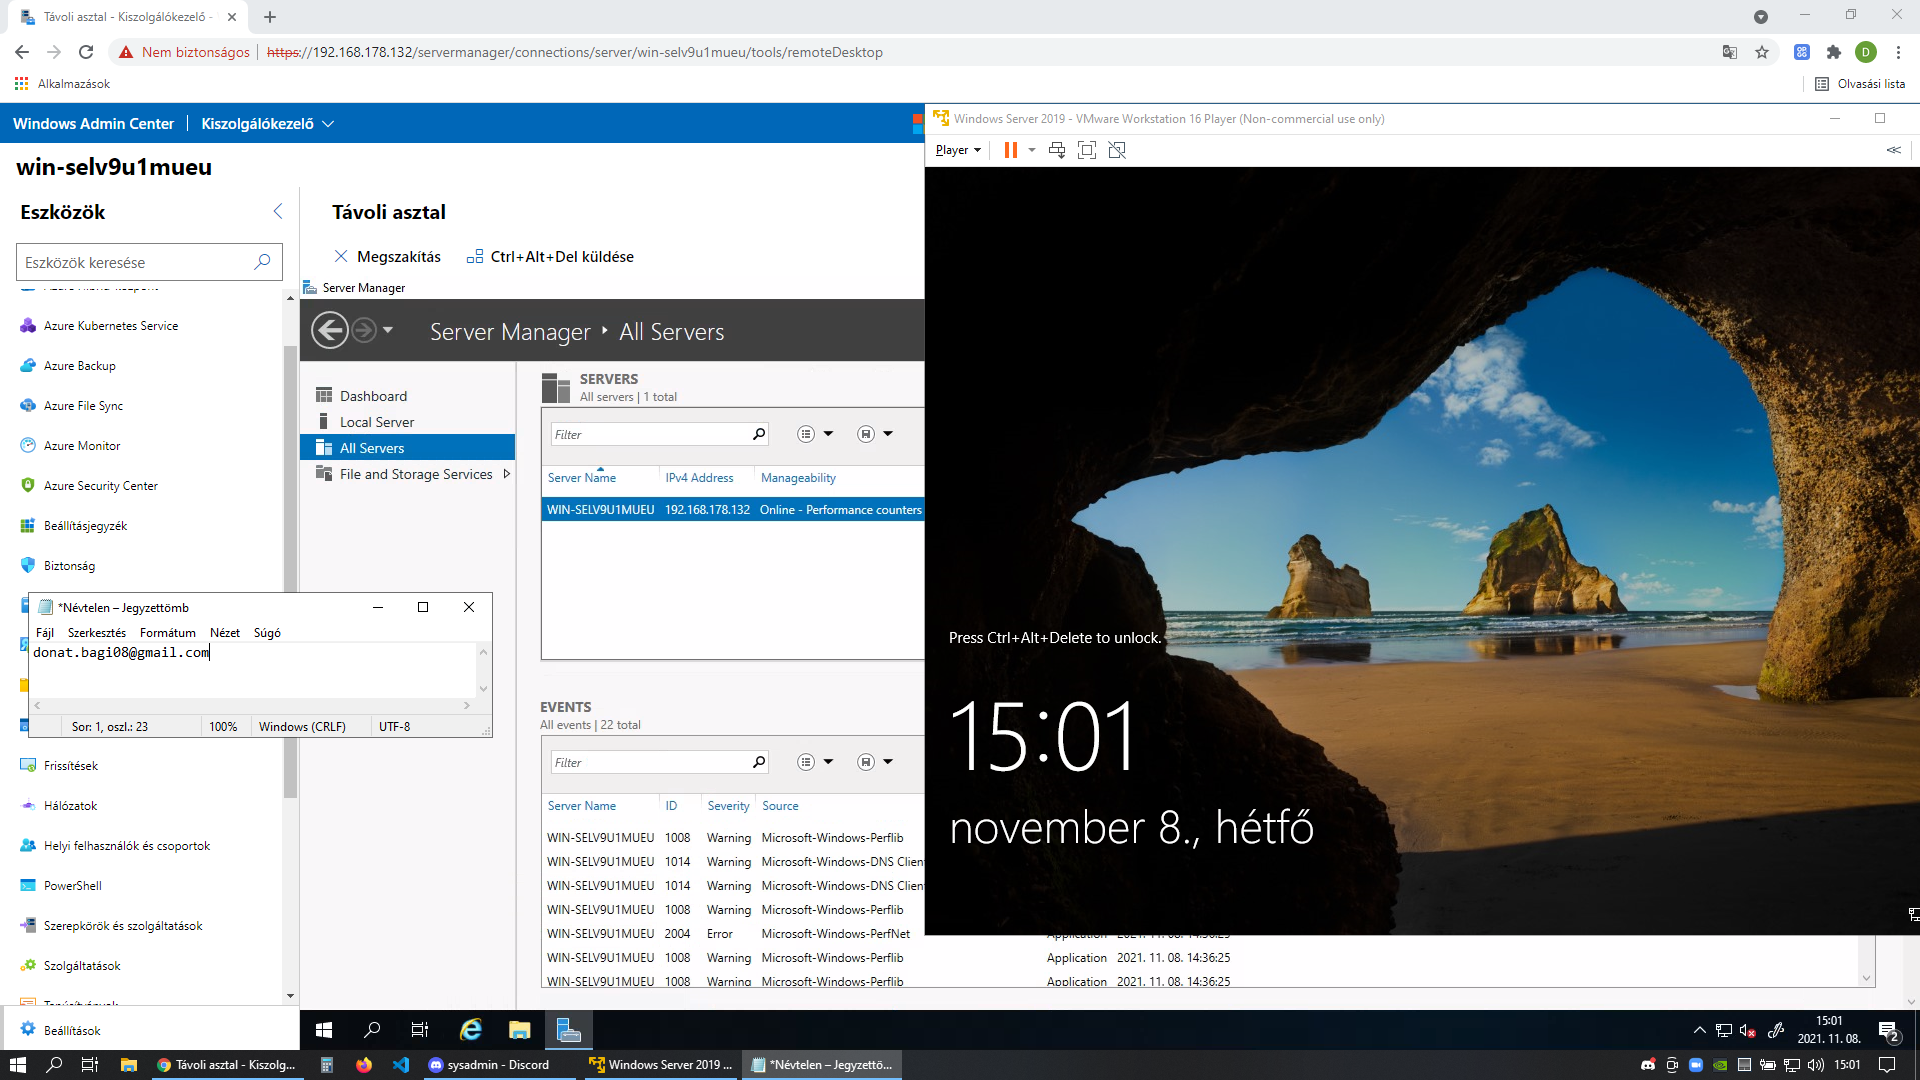 Távoli asztal - Kiszolgálókezelő -
Nem biztonságos
https://192.168.178.132/servermanager/connections/server/win-selv9u1mueu/tools/remoteDesktop
D
Alkalmazások
Olvasási lista
Windows Admin Center
Kiszolgálókezelő
win-selv9u1mueu
Eszközök
Eszközök keresése
Azure Kubernetes Service
Azure Backup
Azure File Sync
Azure Monitor
Azure Security Center
Beállításjegyzék
Biztonság
Frissítések
Hálózatok
Helyi felhasználók és csoportok
PowerShell
Szerepkörök és szolgáltatások
Szolgáltatások
Beállítások
Távoli asztal
Megszakítás
Ctrl+Alt+Del küldése
Server Manager
Server Manager
All Servers
Dashboard
Local Server
All Servers
File and Storage Services
SERVERS
All servers | 1 total
Filter
Server Name IPv4 Address Manageability
WIN-SELV9U1MUEU 192.168.178.132 Online - Performance counters
EVENTS
All events | 22 total
Filter
Server Name ID Severity Source
WIN-SELV9U1MUEU 1008 Warning Microsoft-Windows-Perflib
WIN-SELV9U1MUEU 1014 Warning Microsoft-Windows-DNS Client
WIN-SELV9U1MUEU 1014 Warning Microsoft-Windows-DNS Client
WIN-SELV9U1MUEU 1008 Warning Microsoft-Windows-Perflib
WIN-SELV9U1MUEU 2004 Error Microsoft-Windows-PerfNet Application 2021. 11. 08. 14:36:25
WIN-SELV9U1MUEU 1008 Warning Microsoft-Windows-Perflib Application 2021. 11. 08. 14:36:25
WIN-SELV9U1MUEU 1008 Warning Microsoft-Windows-Perflib Application 2021. 11. 08. 14:36:25
*Névtelen – Jegyzettömb
Fájl Szerkesztés Formátum Nézet Súgó
donat.bagi08@gmail.com
Sor: 1, oszl.: 23 100% Windows (CRLF) UTF-8
Windows Server 2019 - VMware Workstation 16 Player (Non-commercial use only)
Player
Press Ctrl+Alt+Delete to unlock.
15:01
november 8., hétfő
15:01
2021. 11. 08.
2
Távoli asztal - Kiszolg...
sysadmin - Discord
Windows Server 2019 ...
*Névtelen – Jegyzettö...
15:01